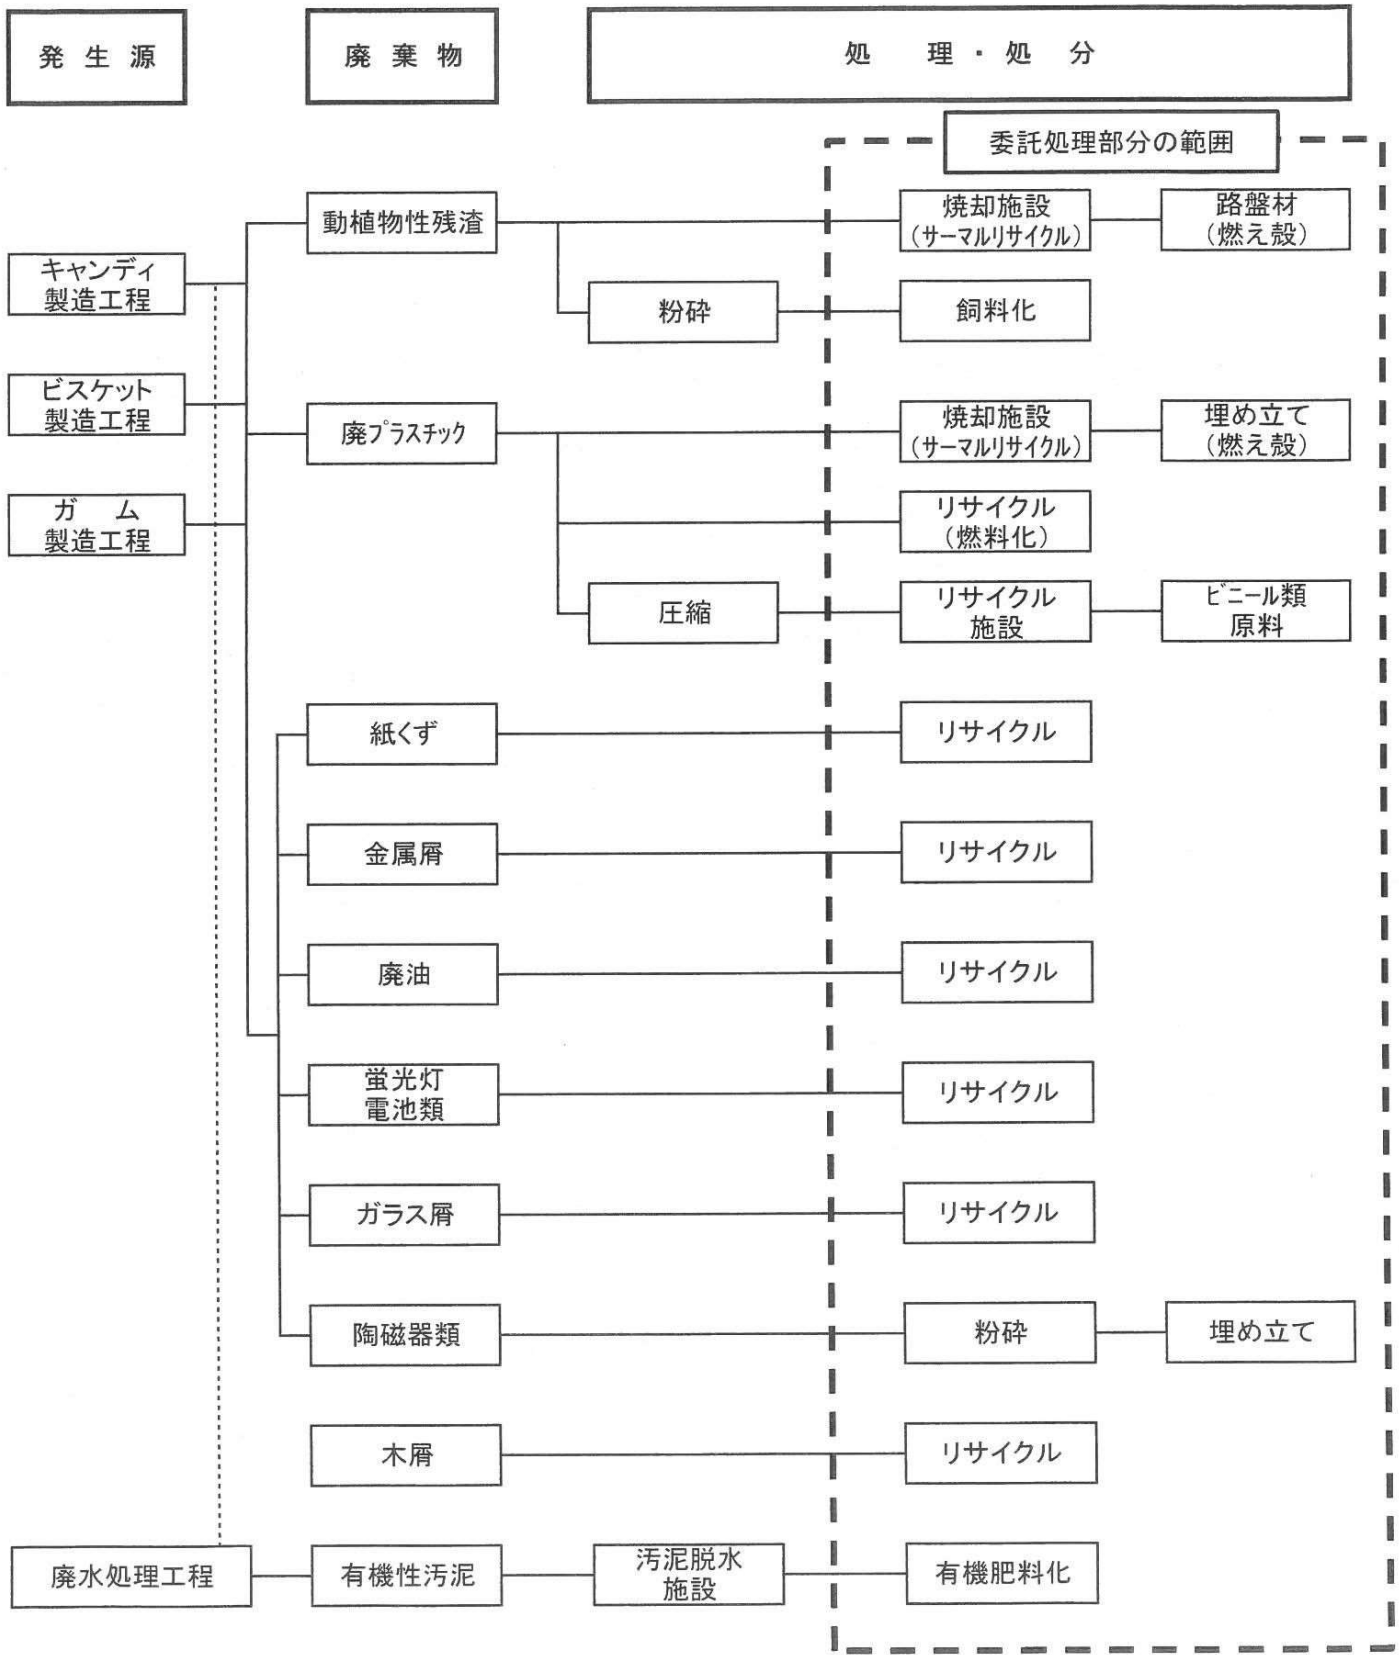 発生源
廃棄物
処理・処分
委託処理部分の範囲
動植物性残渣
焼却施設
(サーマルリサイクル)
路盤材
(燃え殻)
キャンディ
製造工程
粉砕
飼料化
ビスケット
製造工程
廃プラスチック
焼却施設
(サーマルリサイクル)
埋め立て
(燃え殻)
ガム
製造工程
リサイクル
(燃料化)
圧縮
リサイクル
施設
ビニール類
原料
紙くず
リサイクル
金属屑
リサイクル
廃油
リサイクル
蛍光灯
電池類
リサイクル
ガラス屑
リサイクル
陶磁器類
粉砕
埋め立て
木屑
リサイクル
廃水処理工程
有機性汚泥
汚泥脱水
施設
有機肥料化